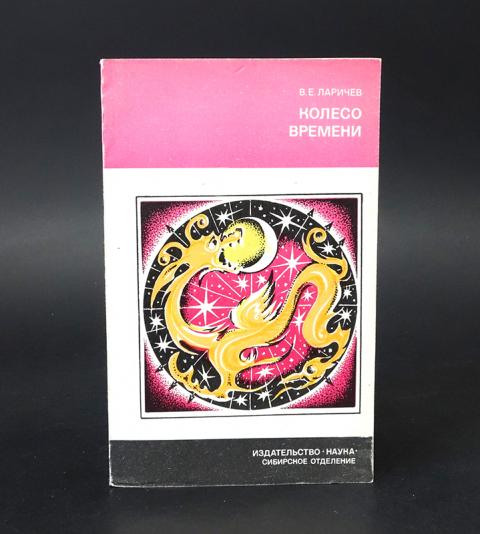 В.Е. ЛАРИЧЕВ
КОЛЕСО
ВРЕМЕНИ
ИЗДАТЕЛЬСТВО · НАУКА ·
СИБИРСКОЕ ОТДЕЛЕНИЕ